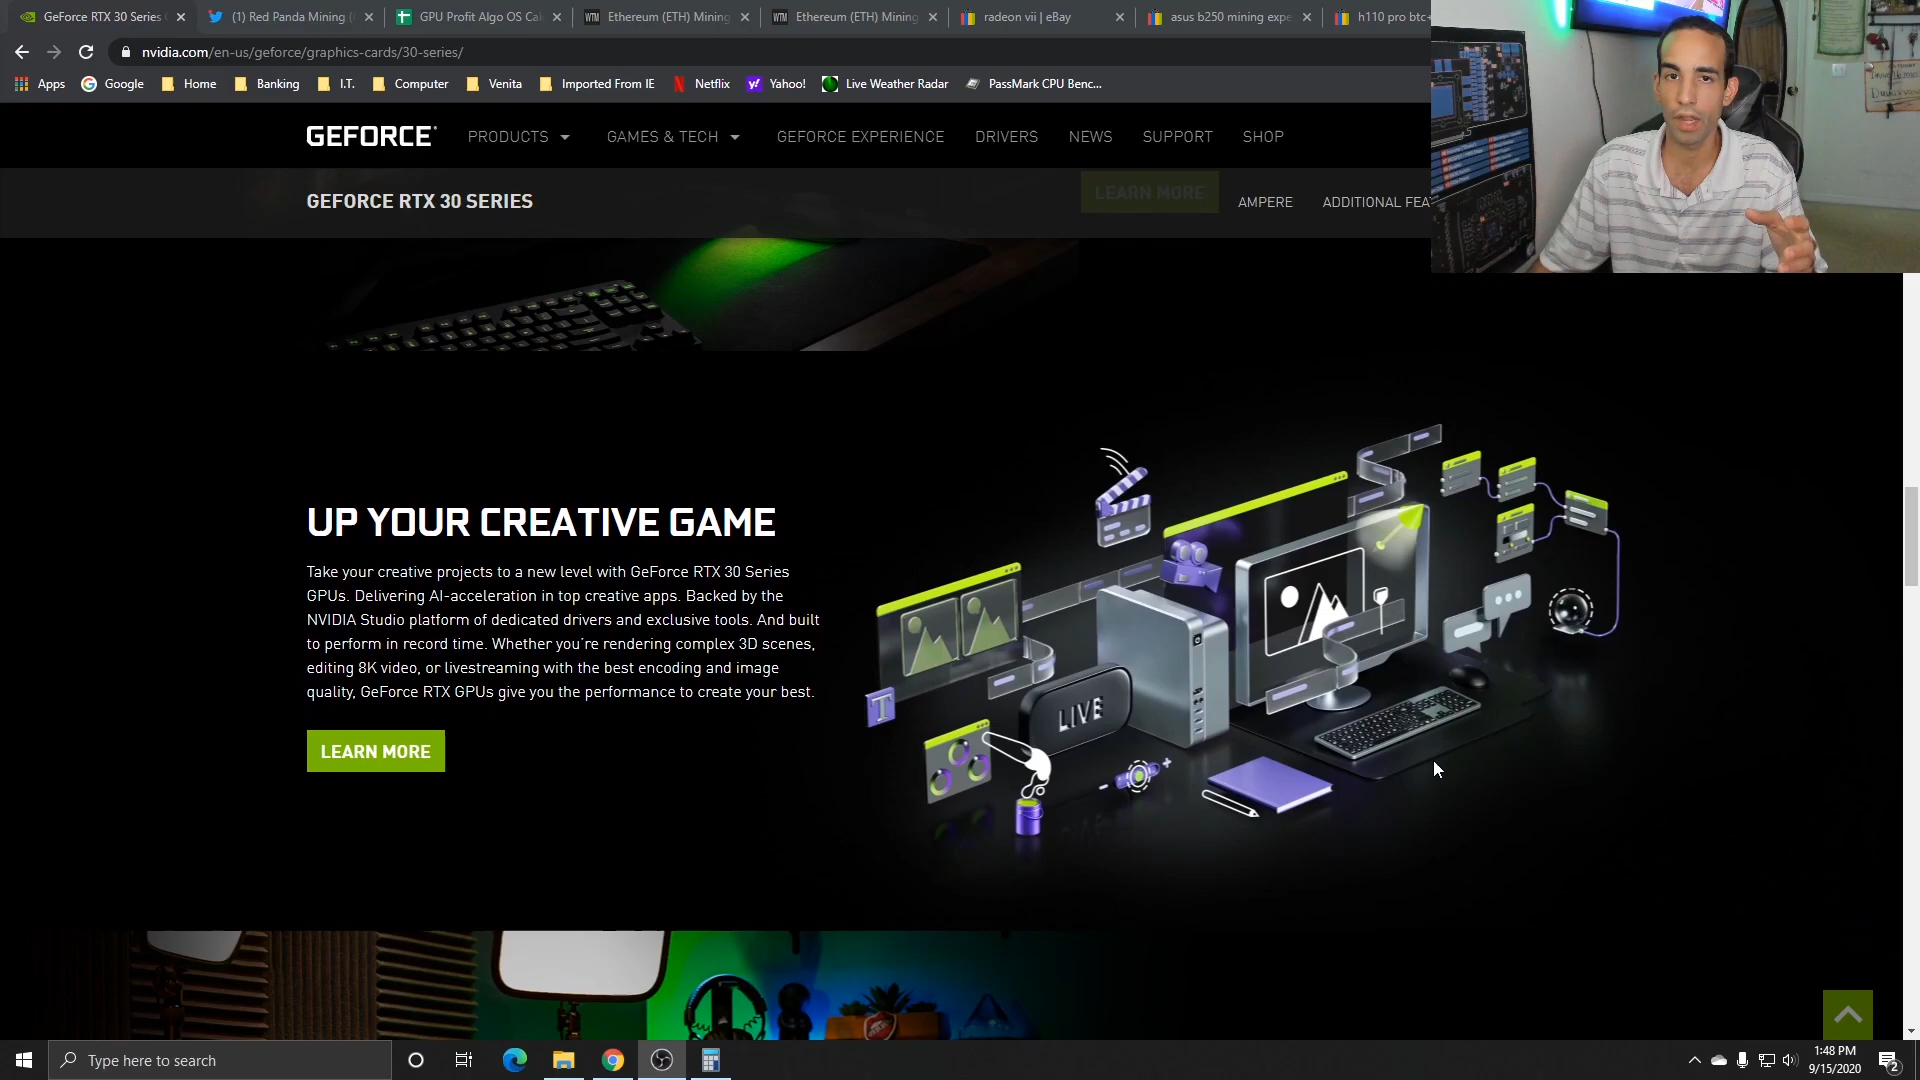 GeForce RTX 30 Series
(1) Red Panda Mining (
GPU Profit Algo OS Cal
WTM
Ethereum (ETH) Mining
WTM
Ethereum (ETH) Mining
radeon vii | eBay
asus b250 mining expe
h110 pro btc+
nvidia.com/en-us/geforce/graphics-cards/30-series/
Apps
Google
Home
Banking
I.T.
Computer
Venita
Imported From IE
Netflix
Yahoo!
Live Weather Radar
PassMark CPU Benc...
GEFORCE
PRODUCTS
GAMES & TECH
GEFORCE EXPERIENCE
DRIVERS
NEWS
SUPPORT
SHOP
GEFORCE RTX 30 SERIES
LEARN MORE
AMPERE
ADDITIONAL FEA
UP YOUR CREATIVE GAME
Take your creative projects to a new level with GeForce RTX 30 Series
GPUs. Delivering AI-acceleration in top creative apps. Backed by the
NVIDIA Studio platform of dedicated drivers and exclusive tools. And built
to perform in record time. Whether you're rendering complex 3D scenes,
editing 8K video, or livestreaming with the best encoding and image
quality, GeForce RTX GPUs give you the performance to create your best.
LEARN MORE
T
LIVE
Type here to search
1:48 PM
9/15/2020
2